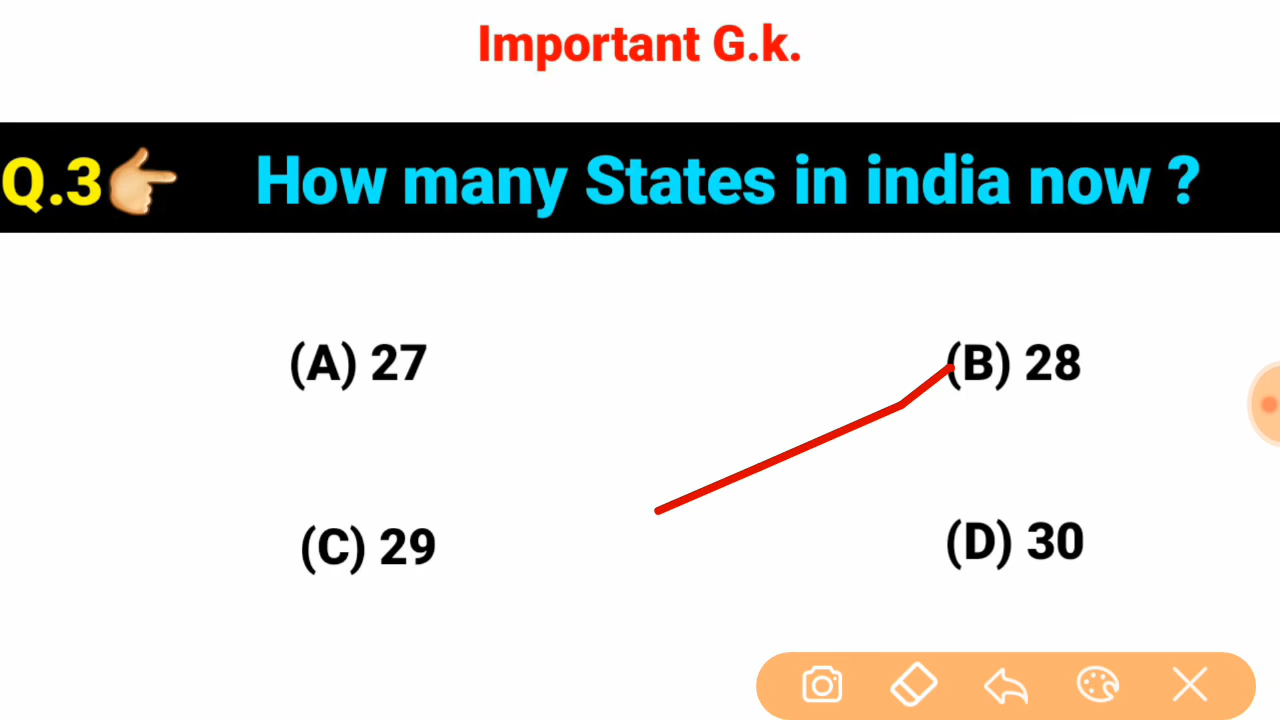 Important G.k.
Q.3 How many States in india now ?
(A) 27 (B) 28
(C) 29 (D) 30